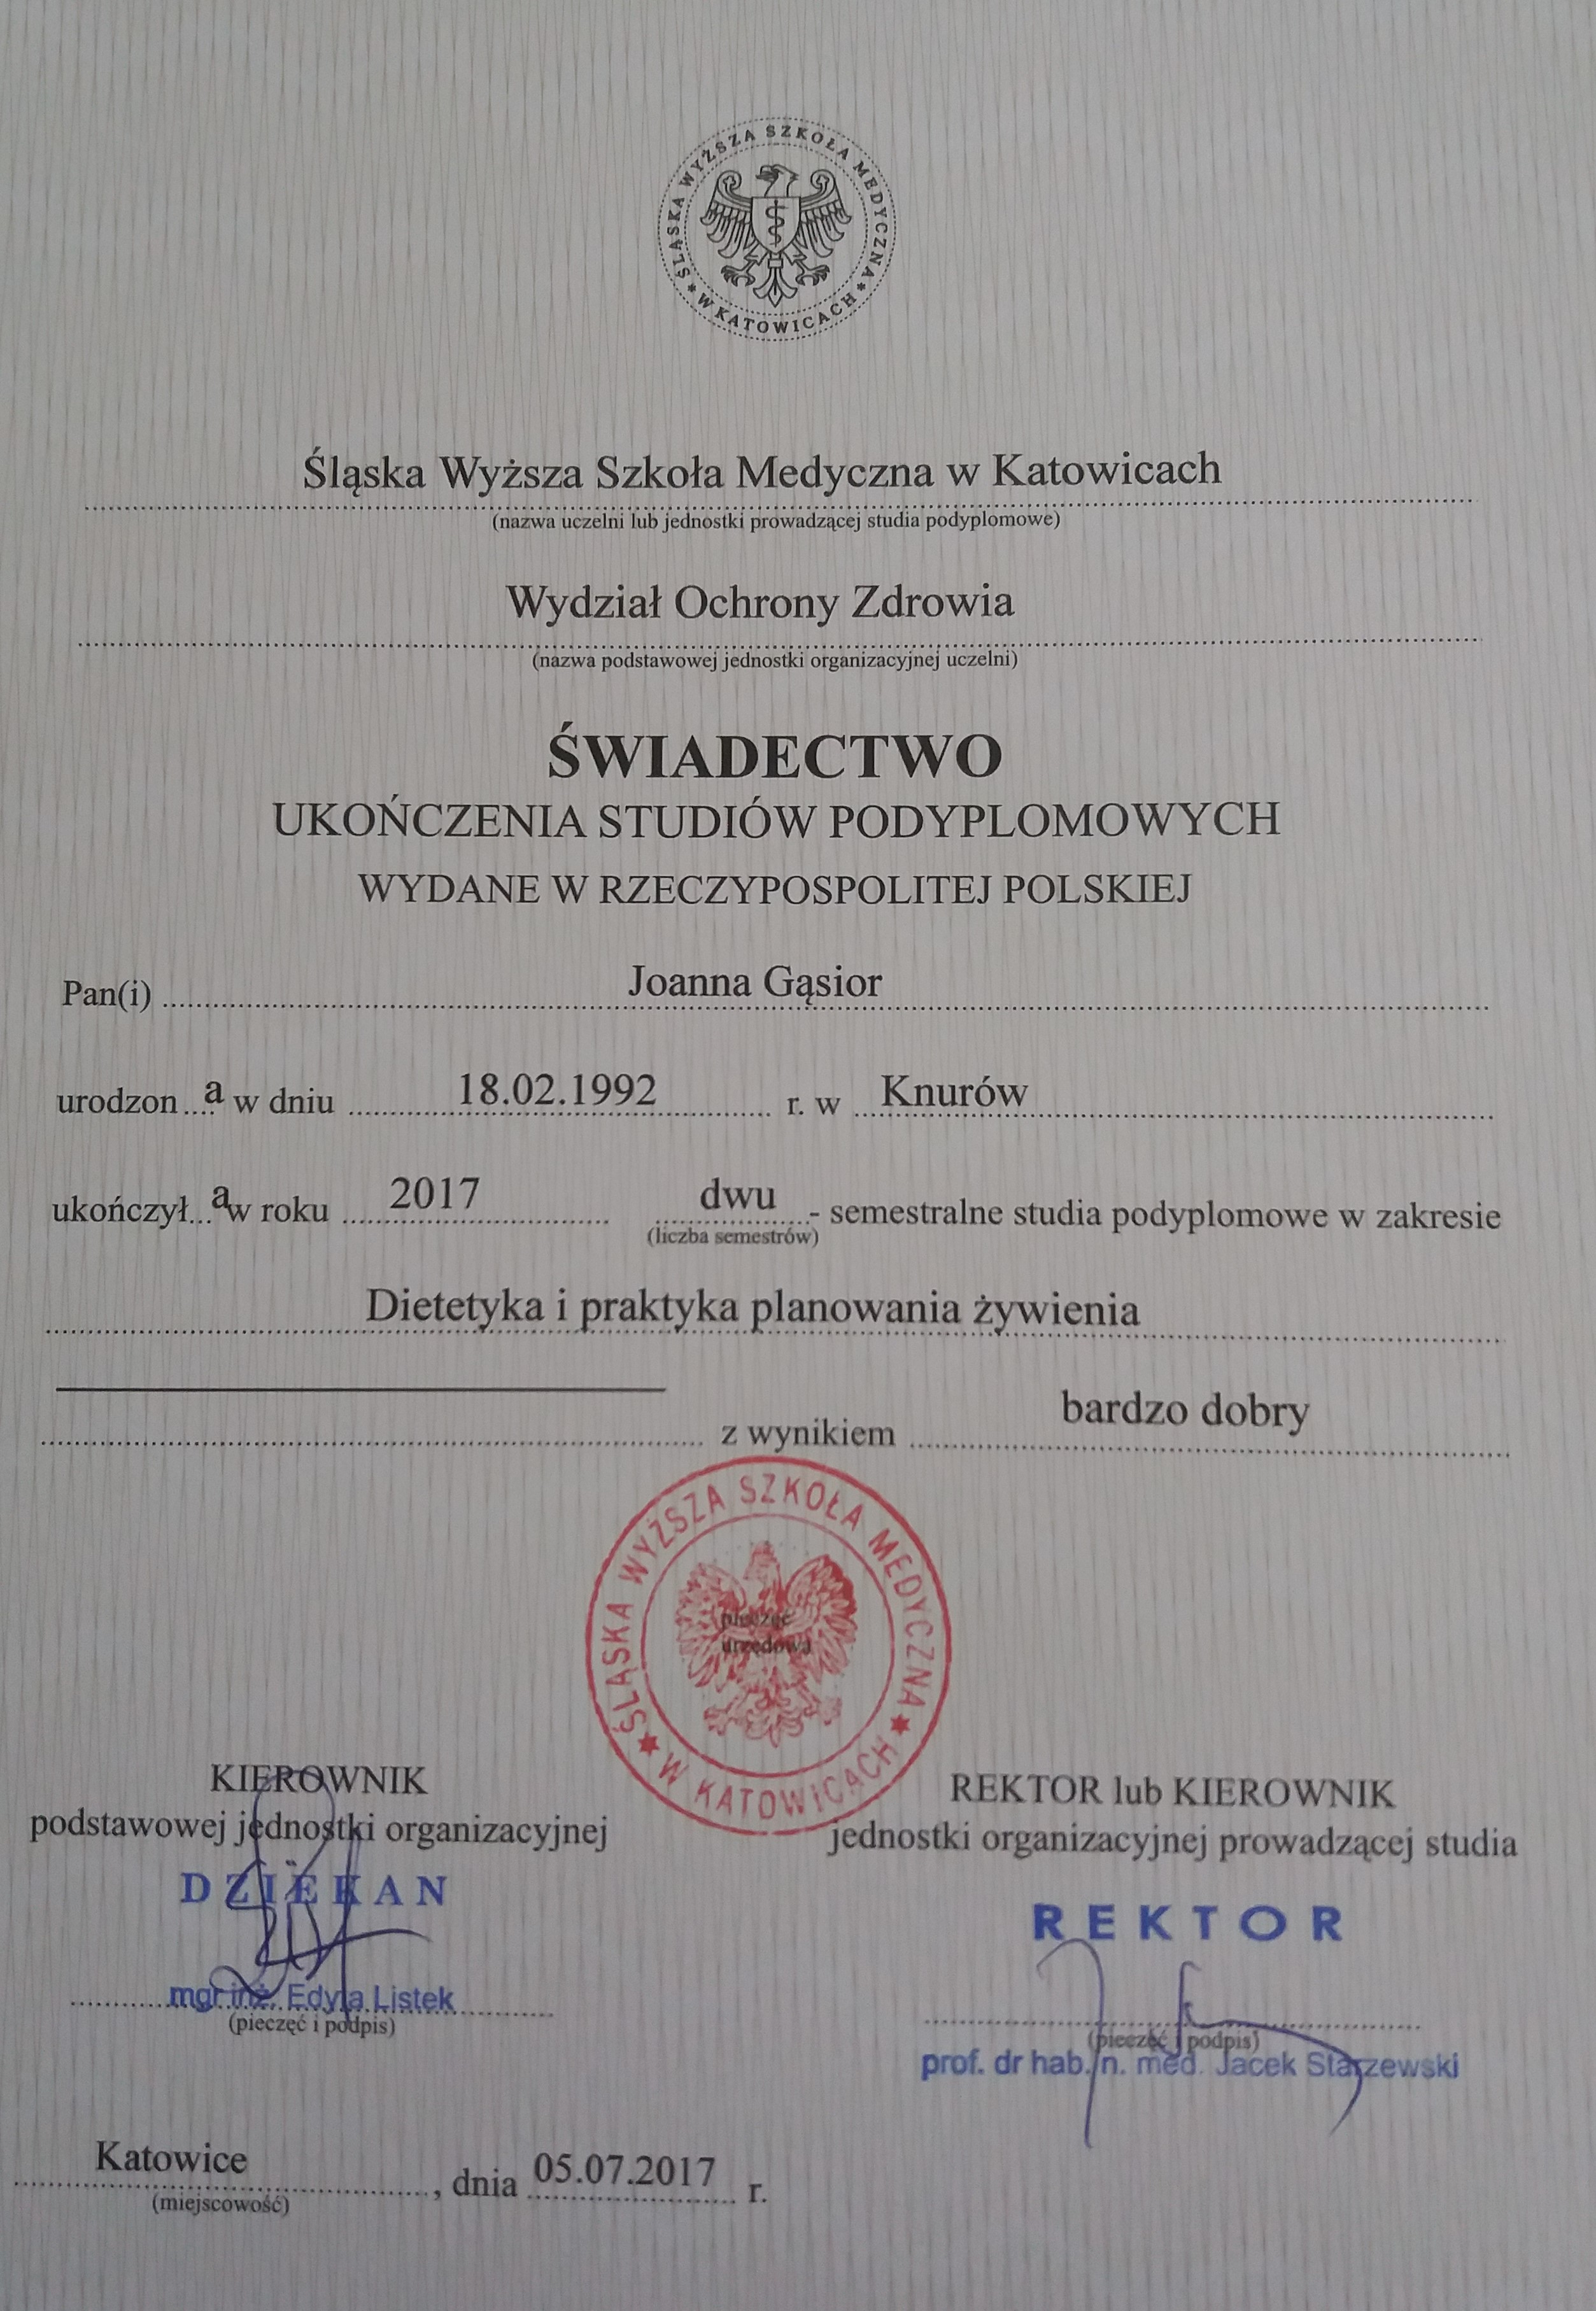 ŚLĄSKA WYŻSZA SZKOŁA MEDYCZNA * W KATOWICACH *
Śląska Wyższa Szkoła Medyczna w Katowicach
(nazwa uczelni lub jednostki prowadzącej studia podyplomowe)
Wydział Ochrony Zdrowia
(nazwa podstawowej jednostki organizacyjnej uczelni)
ŚWIADECTWO
UKOŃCZENIA STUDIÓW PODYPLOMOWYCH
WYDANE W RZECZYPOSPOLITEJ POLSKIEJ
Pan(i) Joanna Gąsior
urodzon a w dniu 18.02.1992 r. w Knurów
ukończył a w roku 2017 dwu - semestralne studia podyplomowe w zakresie
(liczba semestrów)
Dietetyka i praktyka planowania żywienia
z wynikiem bardzo dobry
ŚLĄSKA WYŻSZA SZKOŁA MEDYCZNA * W KATOWICACH *
pieczęć
urzędowa
KIEROWNIK
podstawowej jednostki organizacyjnej
DZIEKAN
mgr inż. Edyta Listek
(pieczęć i podpis)
REKTOR lub KIEROWNIK
jednostki organizacyjnej prowadzącej studia
REKTOR
(pieczęć i podpis)
prof. dr hab. n. med. Jacek Starzewski
Katowice, dnia 05.07.2017 r.
(miejscowość)